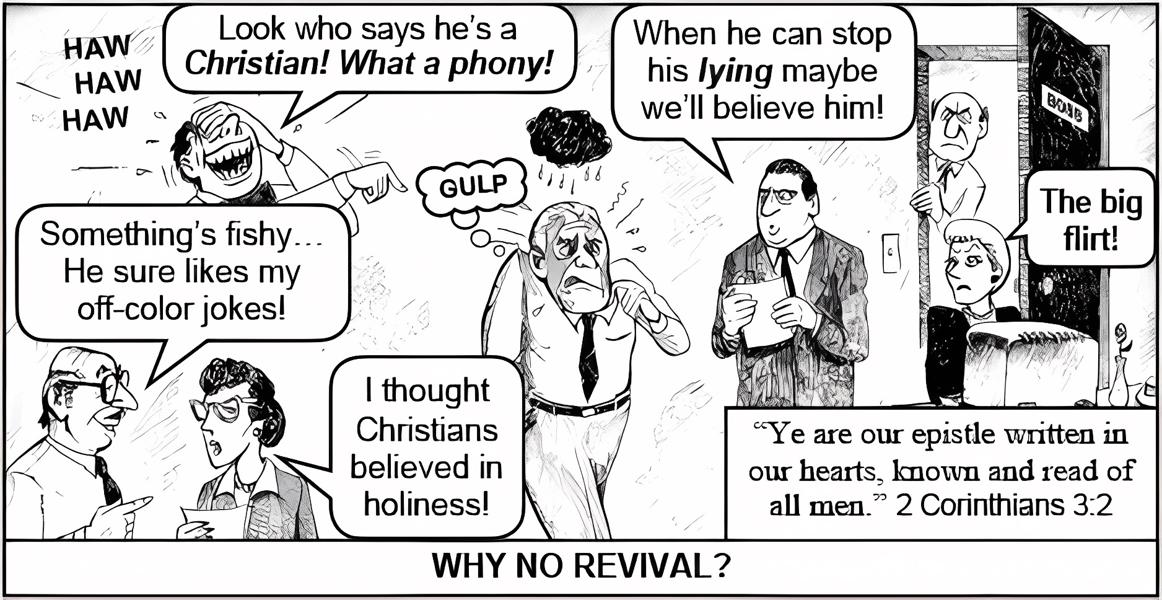 HAW
HAW
HAW
Look who says he's a
Christian! What a phony!
When he can stop
his lying maybe
we'll believe him!
GULP
The big
flirt!
Something's fishy...
He sure likes my
off-color jokes!
I thought
Christians
believed in
holiness!
"Ye are our epistle written in
our hearts, known and read of
all men." 2 Corinthians 3:2
WHY NO REVIVAL?